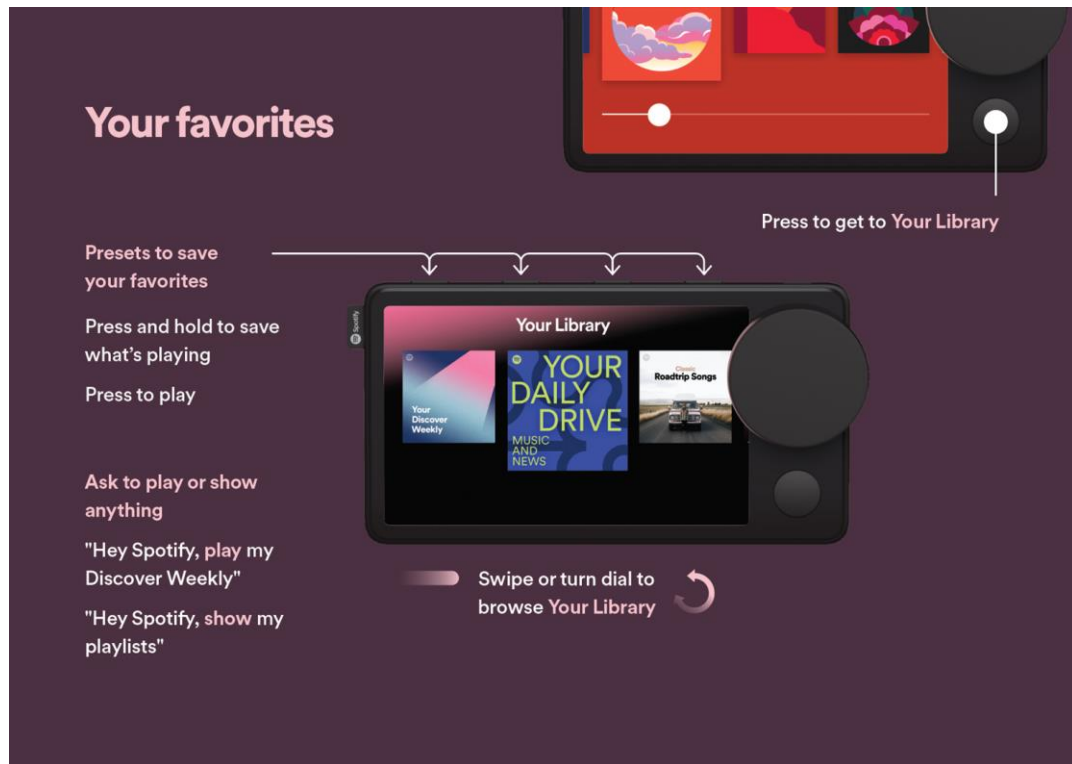 Your favorites
Press to get to Your Library
Presets to save
your favorites
Press and hold to save
what's playing
Press to play
Spotify
Your Library
Your
Discover
Weekly
YOUR
DAILY
DRIVE
MUSIC
AND
NEWS
Classic
Roadtrip Songs
Ask to play or show
anything
"Hey Spotify, play my
Discover Weekly"
"Hey Spotify, show my
playlists"
Swipe or turn dial to
browse Your Library